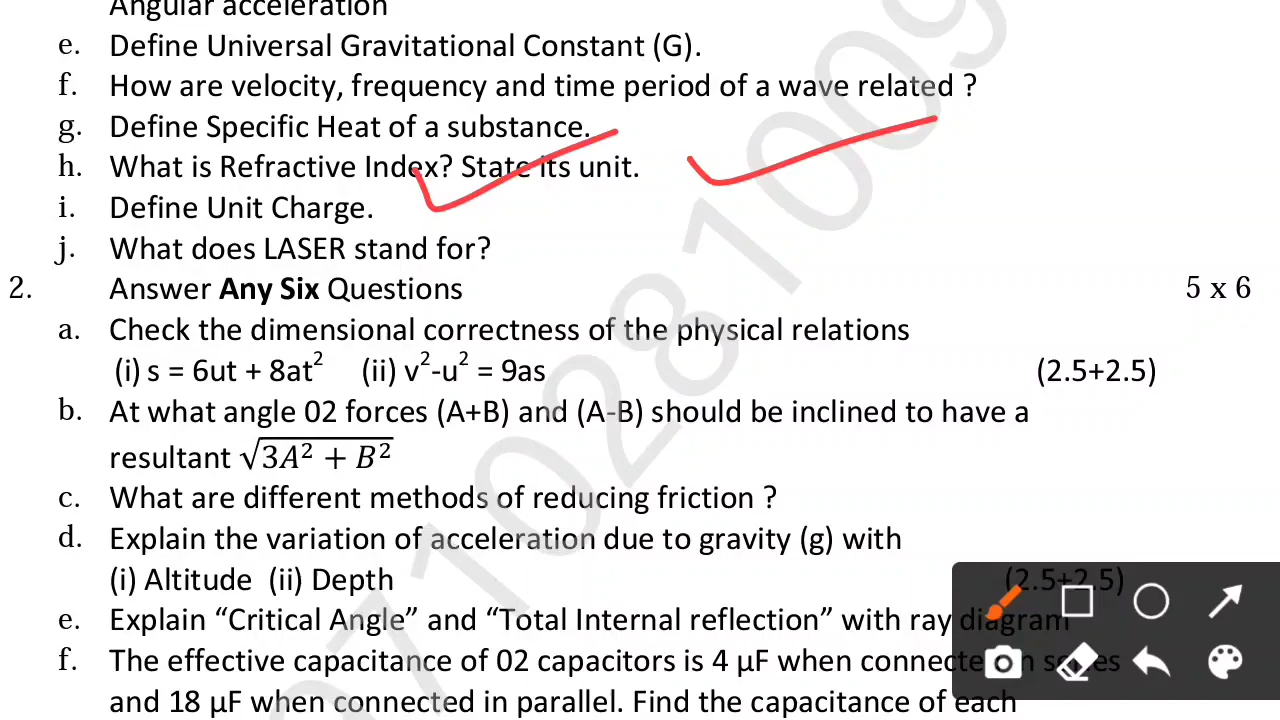 Angular acceleration
e. Define Universal Gravitational Constant (G).
f. How are velocity, frequency and time period of a wave related ?
g. Define Specific Heat of a substance.
h. What is Refractive Index? State its unit.
i. Define Unit Charge.
j. What does LASER stand for?
2. Answer Any Six Questions 5 x 6
a. Check the dimensional correctness of the physical relations
(i) s = 6ut + 8at² (ii) v²-u² = 9as (2.5+2.5)
b. At what angle 02 forces (A+B) and (A-B) should be inclined to have a
resultant √3A² + B²
c. What are different methods of reducing friction ?
d. Explain the variation of acceleration due to gravity (g) with
(i) Altitude (ii) Depth (2.5+2.5)
e. Explain “Critical Angle” and “Total Internal reflection” with ray diagram
f. The effective capacitance of 02 capacitors is 4 μF when connected in series
and 18 μF when connected in parallel. Find the capacitance of each
0710281009